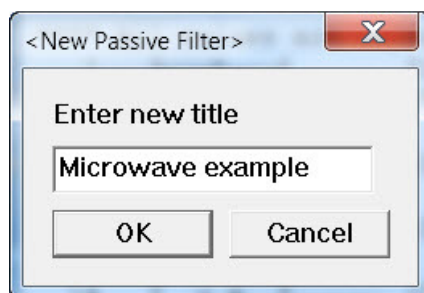 <New Passive Filter>
Enter new title
Microwave example
OK
Cancel